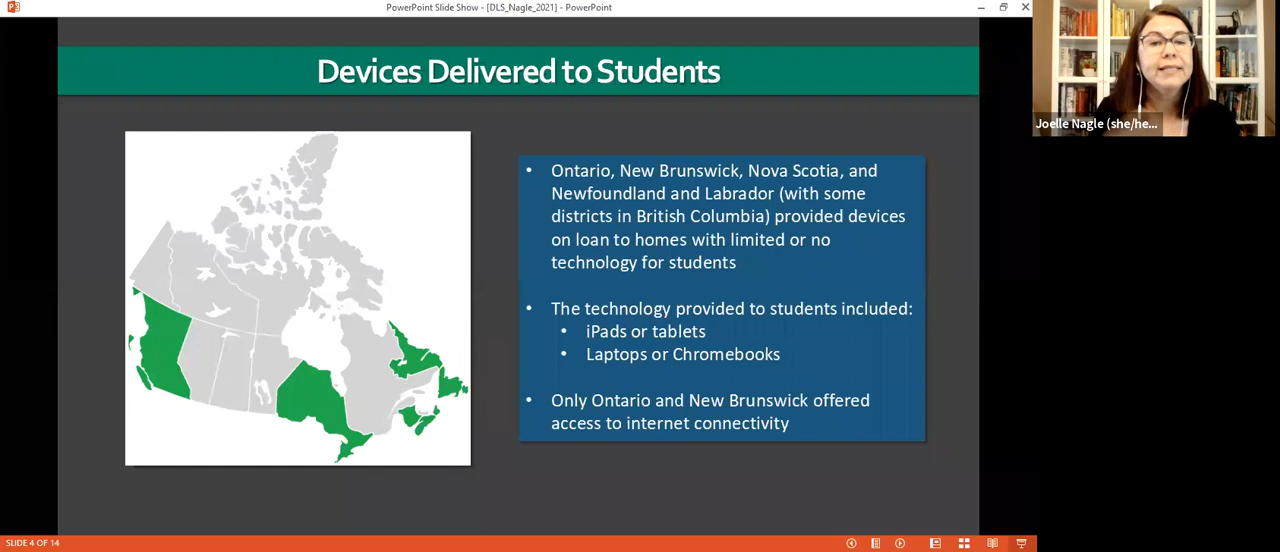 PowerPoint Slide Show - [DLS_Nagle_2021] - PowerPoint
Devices Delivered to Students
Joelle Nagle (she/he...
• Ontario, New Brunswick, Nova Scotia, and
Newfoundland and Labrador (with some
districts in British Columbia) provided devices
on loan to homes with limited or no
technology for students
• The technology provided to students included:
• iPads or tablets
• Laptops or Chromebooks
• Only Ontario and New Brunswick offered
access to internet connectivity
SLIDE 4 OF 14